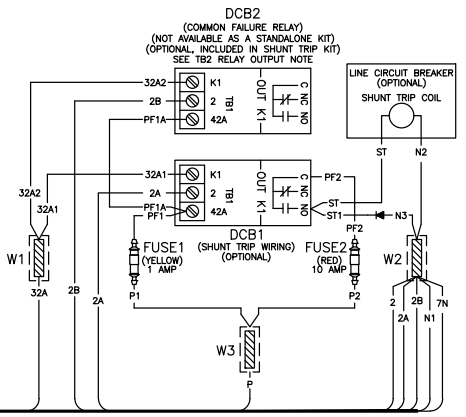 DCB2
(COMMON FAILURE RELAY)
(NOT AVAILABLE AS A STANDALONE KIT)
(OPTIONAL, INCLUDED IN SHUNT TRIP KIT)
SEE TB2 RELAY OUTPUT NOTE
32A2
K1
2B
2
PF1A
42A
TB1
OUT K1
C NC NO
LINE CIRCUIT BREAKER
(OPTIONAL)
SHUNT TRIP COIL
ST
N2
32A1
K1
2A
2
PF1A
PF1
42A
TB1
OUT K1
C NC NO
PF2
ST
ST1
N3
PF2
32A2
32A1
DCB1
(SHUNT TRIP WIRING)
(OPTIONAL)
FUSE1
(YELLOW)
1 AMP
FUSE2
(RED)
10 AMP
W1
W2
32A
2B
2A
P1
P2
2
2A
2B
N1
7N
W3
P